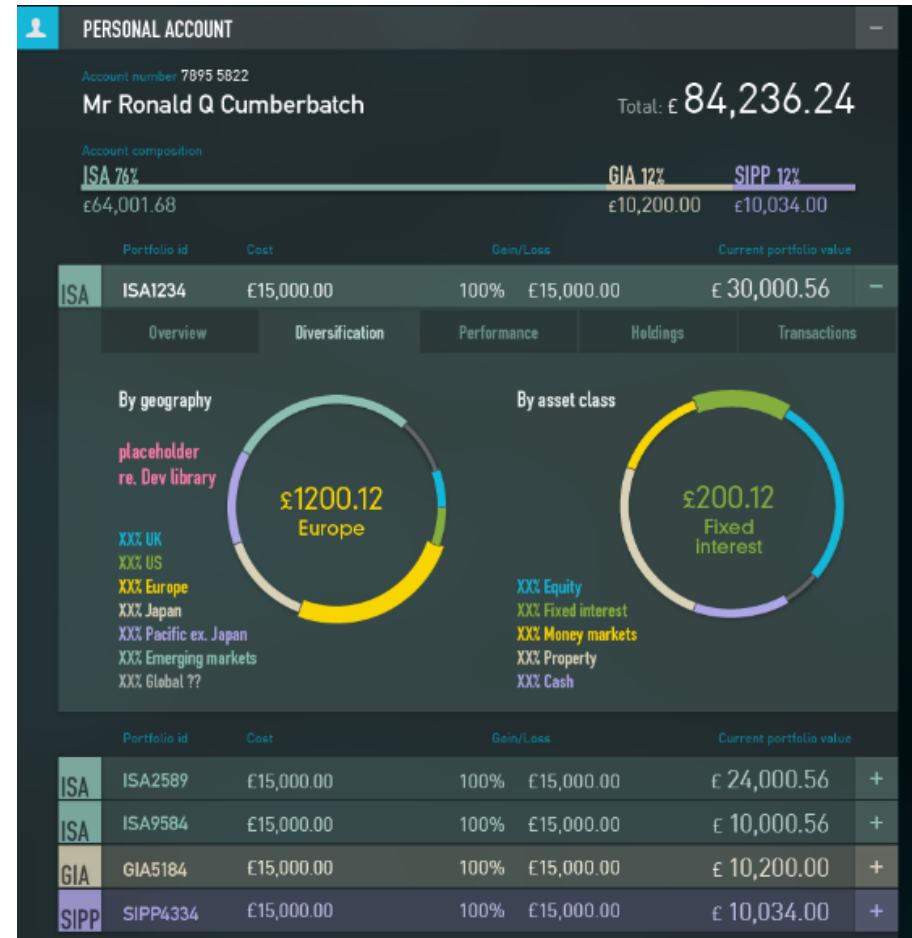 PERSONAL ACCOUNT
Account number 7895 5822
Mr Ronald Q Cumberbatch
Total: £ 84,236.24
Account composition
ISA 76% GIA 12% SIPP 12%
£64,001.68 £10,200.00 £10,034.00
Portfolio id Cost Gain/Loss Current portfolio value
ISA ISA1234 £15,000.00 100% £15,000.00 £ 30,000.56
Overview Diversification Performance Holdings Transactions
By geography
placeholder
re. Dev library
£1200.12
Europe
XX% UK
XX% US
XX% Europe
XX% Japan
XX% Pacific ex. Japan
XX% Emerging markets
XX% Global ??
By asset class
£200.12
Fixed
interest
XX% Equity
XX% Fixed interest
XX% Money markets
XX% Property
XX% Cash
Portfolio id Cost Gain/Loss Current portfolio value
ISA ISA2589 £15,000.00 100% £15,000.00 £ 24,000.56 +
ISA ISA9584 £15,000.00 100% £15,000.00 £ 10,000.56 +
GIA GIA5184 £15,000.00 100% £15,000.00 £ 10,200.00 +
SIPP SIPP4334 £15,000.00 100% £15,000.00 £ 10,034.00 +